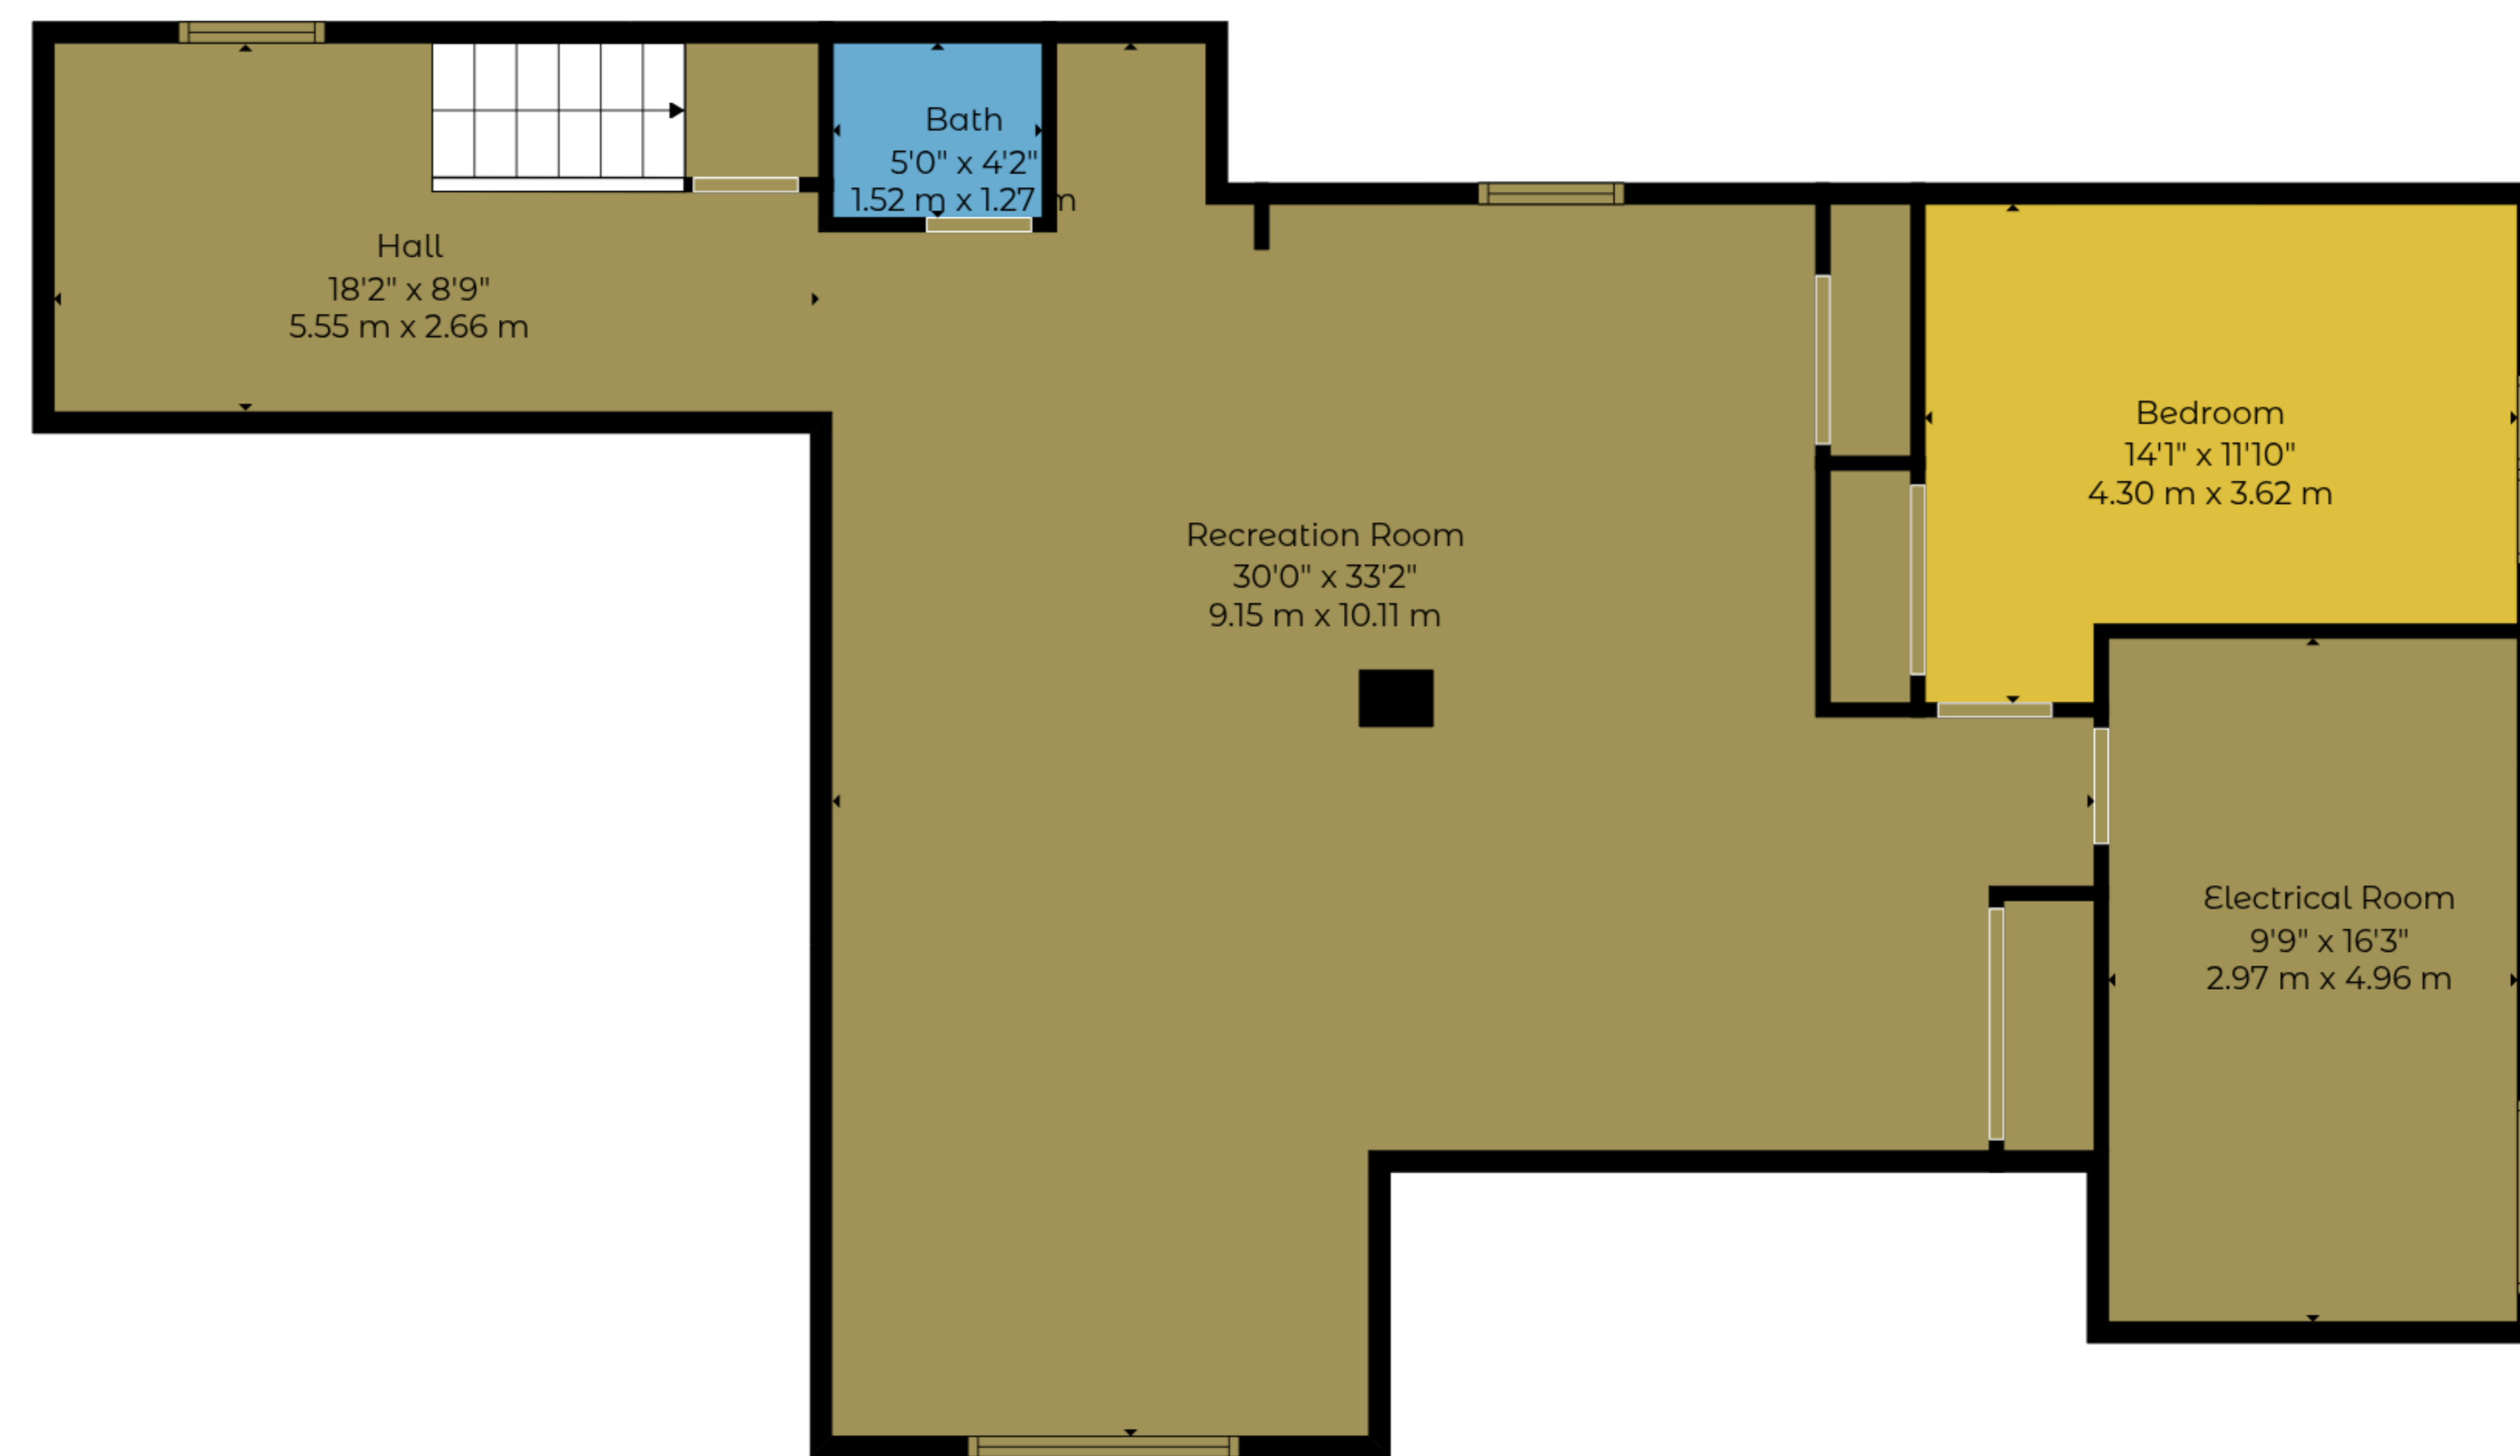 Bath
5'0" x 4'2"
1.52 m x 1.27 m
Hall
18'2" x 8'9"
5.55 m x 2.66 m
Bedroom
14'1" x 11'10"
4.30 m x 3.62 m
Recreation Room
30'0" x 33'2"
9.15 m x 10.11 m
Electrical Room
9'9" x 16'3"
2.97 m x 4.96 m